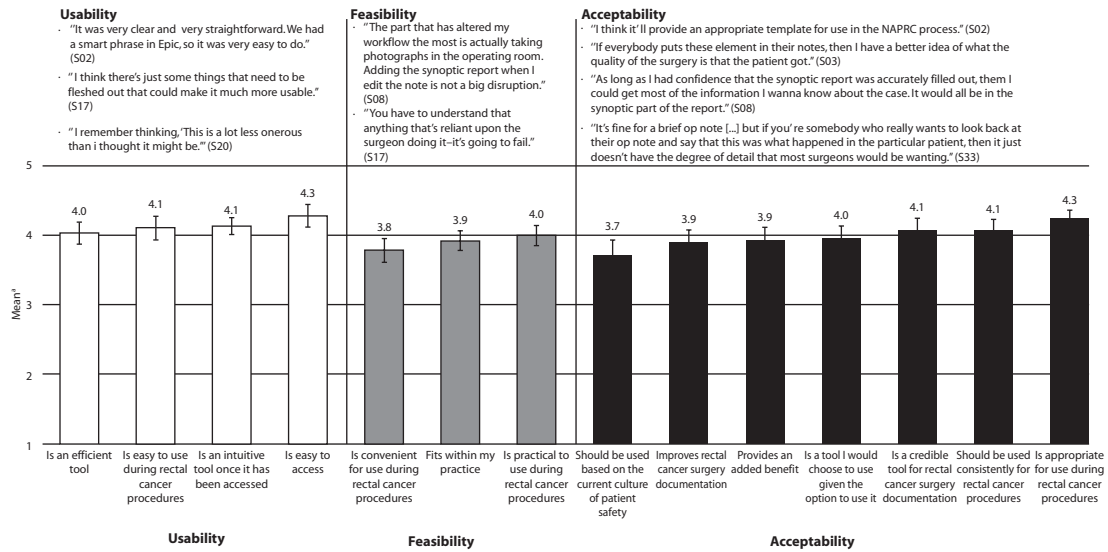 Usability
· "It was very clear and very straightforward. We had
a smart phrase in Epic, so it was very easy to do."
(S02)
· "I think there's just some things that need to be
fleshed out that could make it much more usable."
(S17)
· "I remember thinking, 'This is a lot less onerous
than i thought it might be.'" (S20)
Feasibility
· "The part that has altered my
workflow the most is actually taking
photographs in the operating room.
Adding the synoptic report when I
edit the note is not a big disruption."
(S08)
· "You have to understand that
anything that's reliant upon the
surgeon doing it–it's going to fail."
(S17)
Acceptability
· "I think it'll provide an appropriate template for use in the NAPRC process." (S02)
· "If everybody puts these element in their notes, then I have a better idea of what the
quality of the surgery is that the patient got." (S03)
· "As long as I had confidence that the synoptic report was accurately filled out, them I
could get most of the information I wanna know about the case. It would all be in the
synoptic part of the report." (S08)
· "It's fine for a brief op note [...] but if you're somebody who really wants to look back at
their op note and say that this was what happened in the particular patient, then it just
doesn't have the degree of detail that most surgeons would be wanting." (S33)
Meanª
5
4
3
2
1
4.0
4.1
4.1
4.3
3.8
3.9
4.0
3.7
3.9
3.9
4.0
4.1
4.1
4.3
Is an efficient
tool
Is easy to use
during rectal
cancer
procedures
Is an intuitive
tool once it has
been accessed
Is easy to
access
Is convenient
for use during
rectal cancer
procedures
Fits within my
practice
Is practical to
use during
rectal cancer
procedures
Should be used
based on the
current culture
of patient
safety
Improves rectal
cancer surgery
documentation
Provides an
added benefit
Is a tool I would
choose to use
given the
option to use it
Is a credible
tool for rectal
cancer surgery
documentation
Should be used
consistently for
rectal cancer
procedures
Is appropriate
for use during
rectal cancer
procedures
Usability
Feasibility
Acceptability